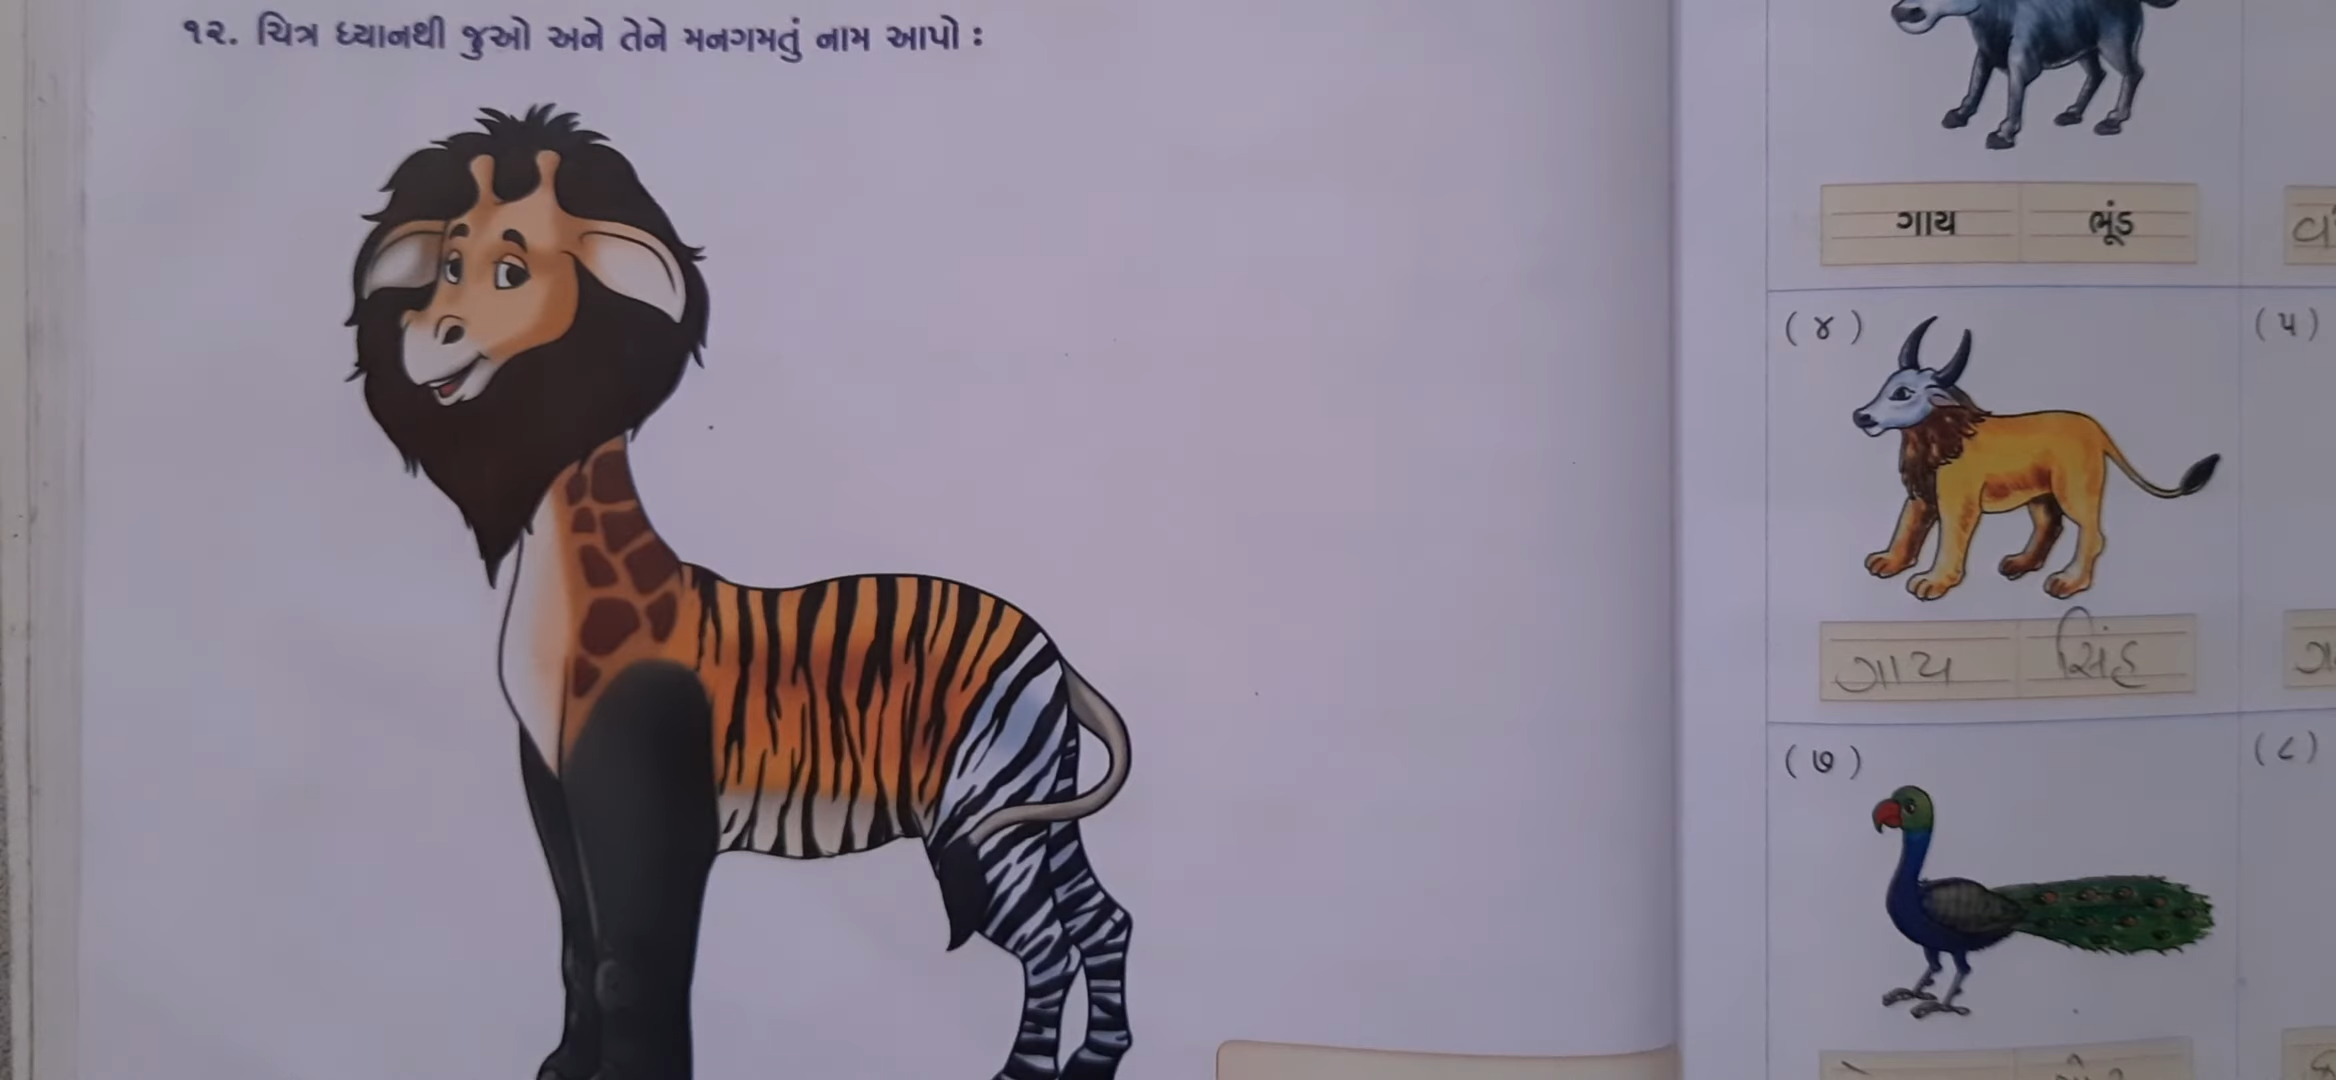 ૧૨. ચિત્ર ધ્યાનથી જુઓ અને તેને મનગમતું નામ આપો :
ગાય ભૂંડ
(૪)
(૫)
ગાય સિંહ
(૭)
(૮)